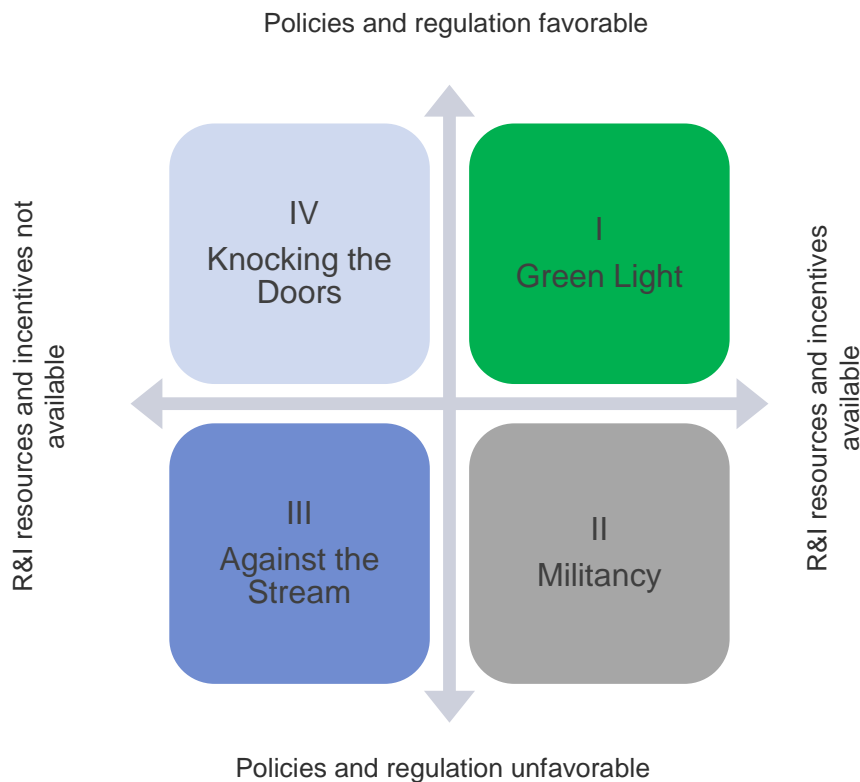 Policies and regulation favorable
R&I resources and incentives not
available
IV
Knocking the
Doors
I
Green Light
R&I resources and incentives
available
III
Against the
Stream
II
Militancy
Policies and regulation unfavorable